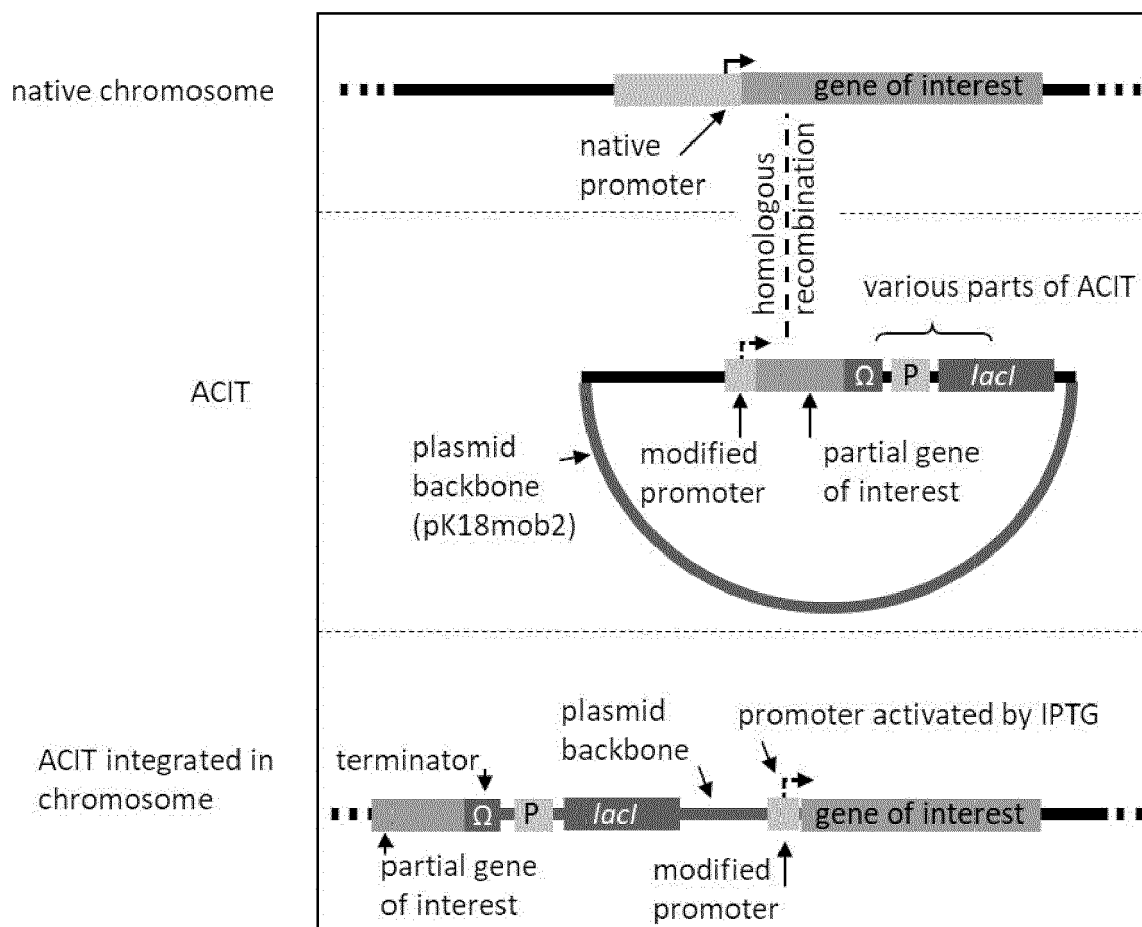 native chromosome
gene of interest
native
promoter
homologous
recombination
various parts of ACIT
ACIT
Ω
P
lacI
plasmid
backbone
(pK18mob2)
modified
promoter
partial gene
of interest
plasmid
backbone
promoter activated by IPTG
ACIT integrated in
chromosome
terminator
Ω
P
lacI
gene of interest
partial gene
of interest
modified
promoter